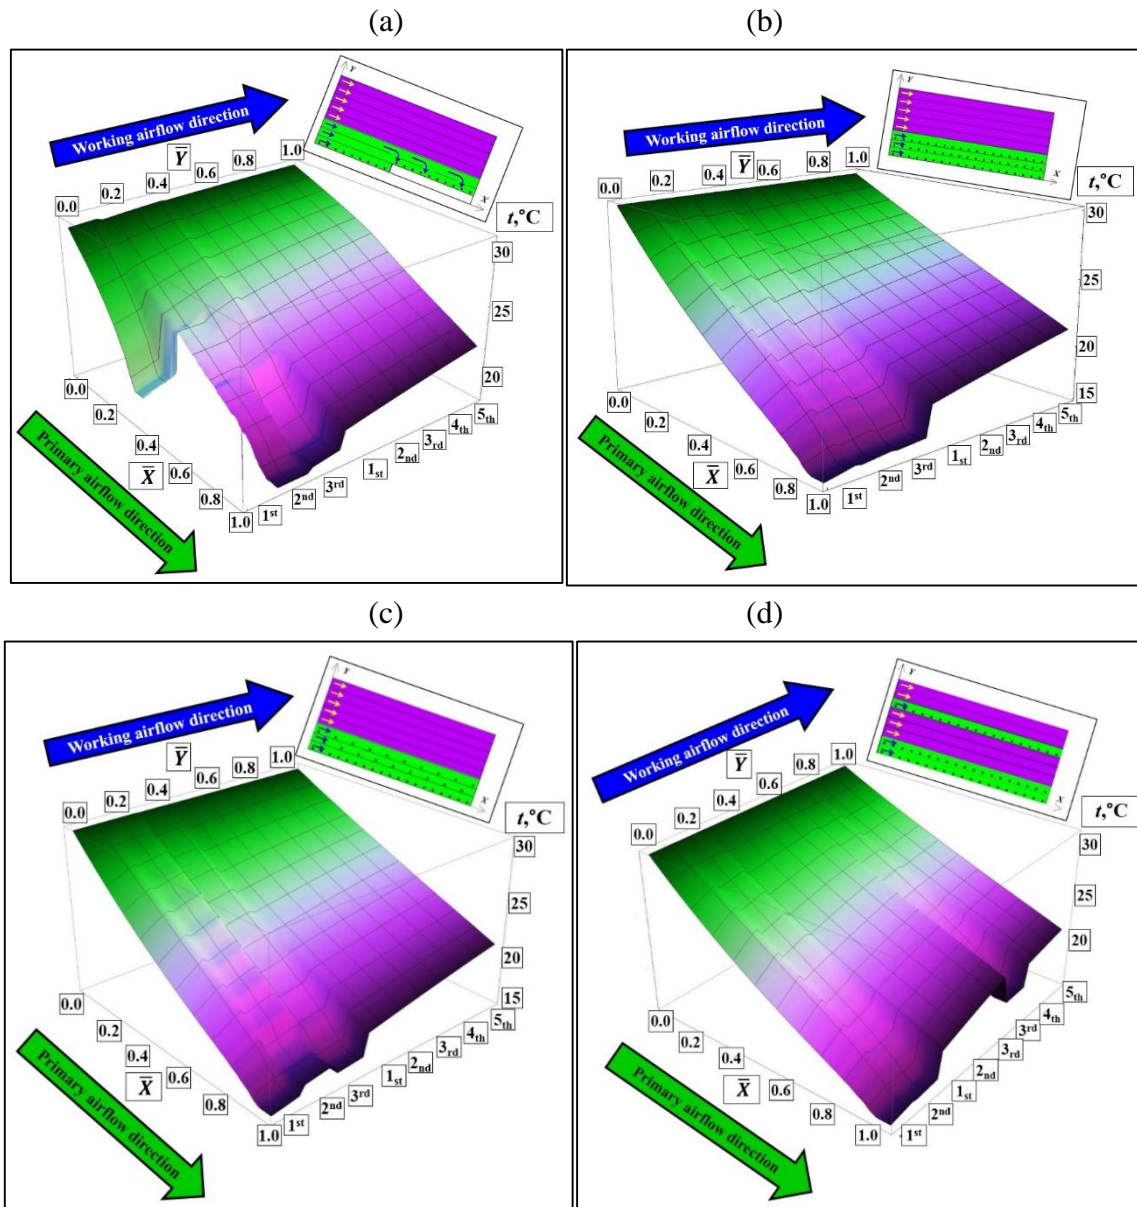 (a)
(b)
Working airflow direction
Y
X
Y̅
0.0
0.2
0.4
0.6
0.8
1.0
t,°C
30
25
20
0.0
0.2
0.4
0.6
0.8
1.0
X̅
1st
2nd
3rd
1st
2nd
3rd
4th
5th
Primary airflow direction
Working airflow direction
Y
X
Y̅
0.0
0.2
0.4
0.6
0.8
1.0
t,°C
30
25
20
15
0.0
0.2
0.4
0.6
0.8
1.0
X̅
1st
2nd
3rd
1st
2nd
3rd
4th
5th
Primary airflow direction
(c)
(d)
Working airflow direction
Y
X
Y̅
0.0
0.2
0.4
0.6
0.8
1.0
t,°C
30
25
20
15
0.0
0.2
0.4
0.6
0.8
1.0
X̅
1st
2nd
3rd
1st
2nd
3rd
4th
5th
Primary airflow direction
Working airflow direction
Y
X
Y̅
0.0
0.2
0.4
0.6
0.8
1.0
t,°C
30
25
20
0.0
0.2
0.4
0.6
0.8
1.0
X̅
1st
2nd
1st
2nd
3rd
3rd
4th
5th
Primary airflow direction